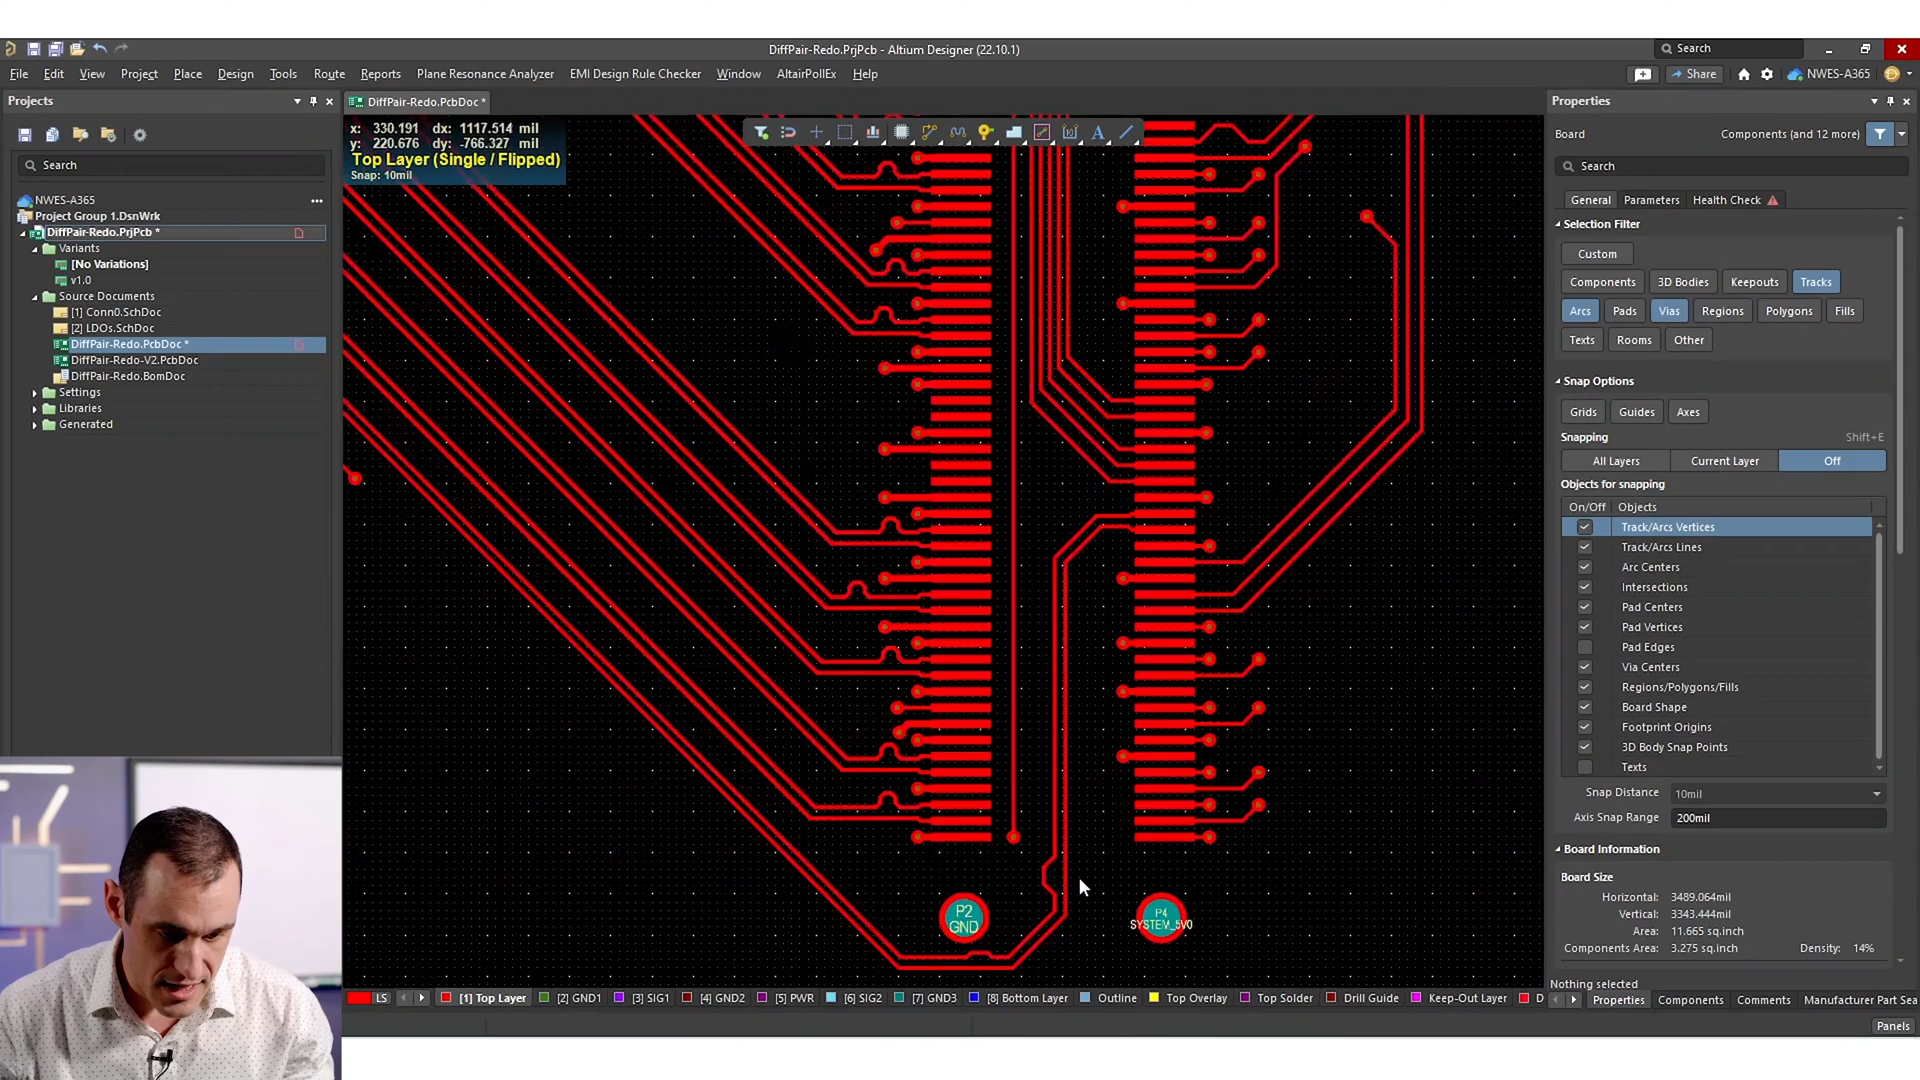 DiffPair-Redo.PrjPcb - Altium Designer (22.10.1)
Search
File Edit View Project Place Design Tools Route Reports Plane Resonance Analyzer EMI Design Rule Checker Window AltairPollEx Help
Share
NWES-A365
Projects
DiffPair-Redo.PcbDoc *
Properties
x: 330.191 dx: 1117.514 mil
y: 220.676 dy: -766.327 mil
Top Layer (Single / Flipped)
Snap: 10mil
Board
Components (and 12 more)
Search
Search
NWES-A365
Project Group 1.DsnWrk
DiffPair-Redo.PrjPcb *
Variants
[No Variations]
v1.0
Source Documents
[1] Conn0.SchDoc
[2] LDOs.SchDoc
DiffPair-Redo.PcbDoc *
DiffPair-Redo-V2.PcbDoc
DiffPair-Redo.BomDoc
Settings
Libraries
Generated
P2
GND
P4
SYSTEM_5V0
General Parameters Health Check
Selection Filter
Custom
Components 3D Bodies Keepouts Tracks
Arcs Pads Vias Regions Polygons Fills
Texts Rooms Other
Snap Options
Grids Guides Axes
Snapping Shift+E
All Layers Current Layer Off
Objects for snapping
On/Off Objects
Track/Arcs Vertices
Track/Arcs Lines
Arc Centers
Intersections
Pad Centers
Pad Vertices
Pad Edges
Via Centers
Regions/Polygons/Fills
Board Shape
Footprint Origins
3D Body Snap Points
Texts
Snap Distance 10mil
Axis Snap Range 200mil
Board Information
Board Size
Horizontal: 3489.064mil
Vertical: 3343.444mil
Area: 11.665 sq.inch
Components Area: 3.275 sq.inch Density: 14%
Nothing selected
LS [1] Top Layer [2] GND1 [3] SIG1 [4] GND2 [5] PWR [6] SIG2 [7] GND3 [8] Bottom Layer Outline Top Overlay Top Solder Drill Guide Keep-Out Layer D
Properties Components Comments Manufacturer Part Sea
Panels